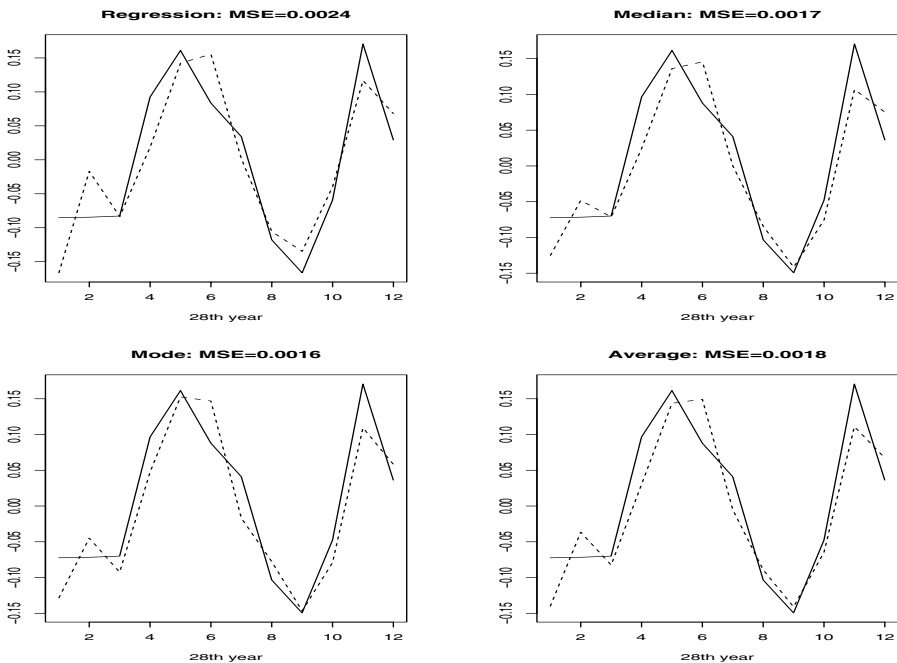 Regression: MSE=0.0024
0.15
0.10
0.05
0.00
-0.05
-0.10
-0.15
2 4 6 8 10 12
28th year
Median: MSE=0.0017
0.15
0.10
0.05
0.00
-0.05
-0.10
-0.15
2 4 6 8 10 12
28th year
Mode: MSE=0.0016
0.15
0.10
0.05
0.00
-0.05
-0.10
-0.15
2 4 6 8 10 12
28th year
Average: MSE=0.0018
0.15
0.10
0.05
0.00
-0.05
-0.10
-0.15
2 4 6 8 10 12
28th year